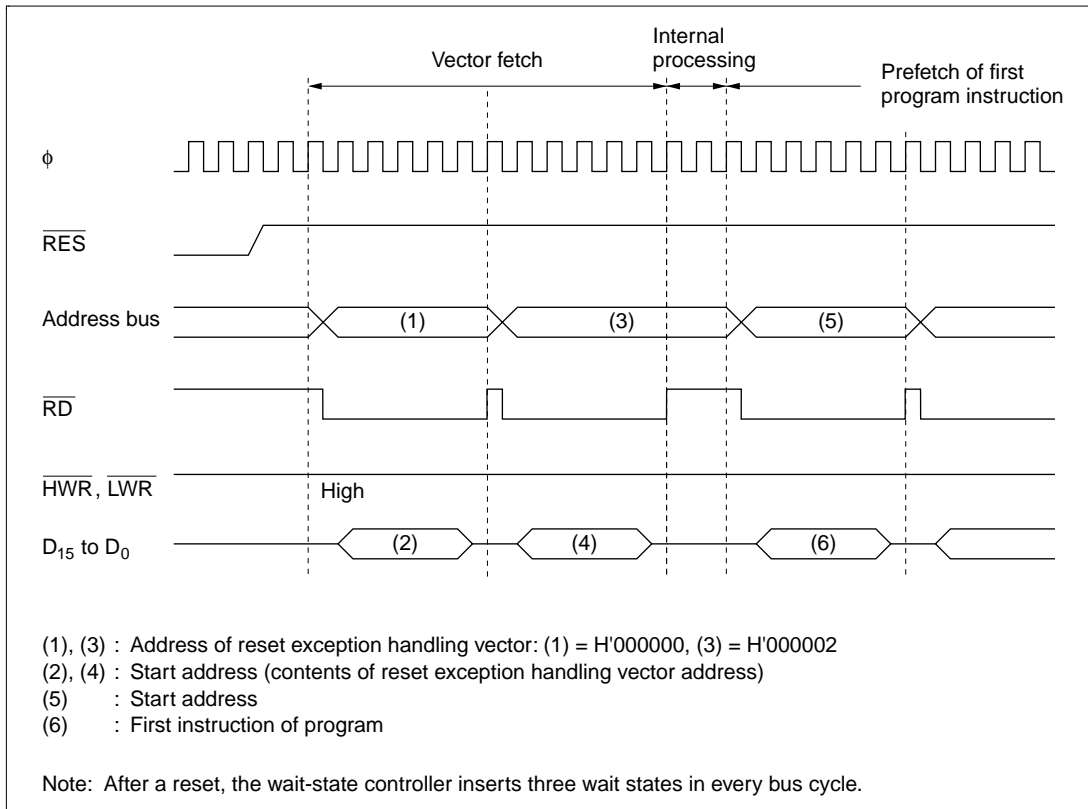 Internal
processing
Vector fetch
Prefetch of first
program instruction
ϕ
RES
Address bus
(1)
(3)
(5)
RD
HWR, LWR
High
D15 to D0
(2)
(4)
(6)
(1), (3) : Address of reset exception handling vector: (1) = H'000000, (3) = H'000002
(2), (4) : Start address (contents of reset exception handling vector address)
(5) : Start address
(6) : First instruction of program
Note: After a reset, the wait-state controller inserts three wait states in every bus cycle.